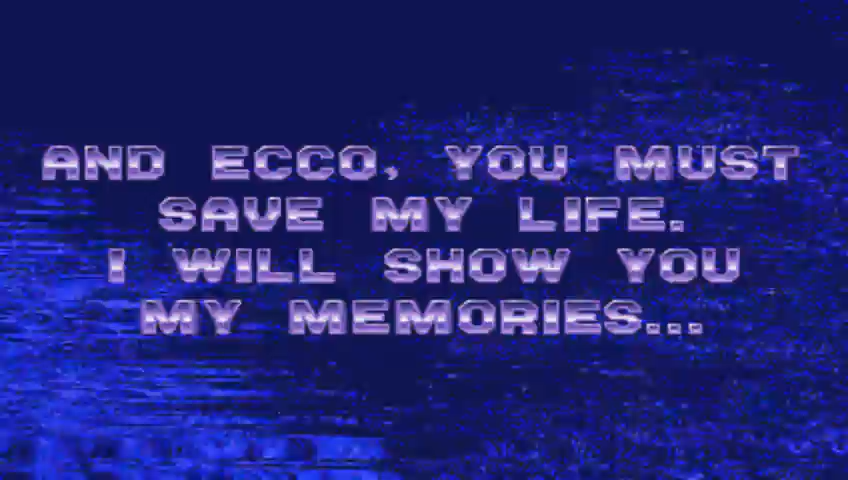 AND ECCO, YOU MUST
SAVE MY LIFE.
I WILL SHOW YOU
MY MEMORIES...